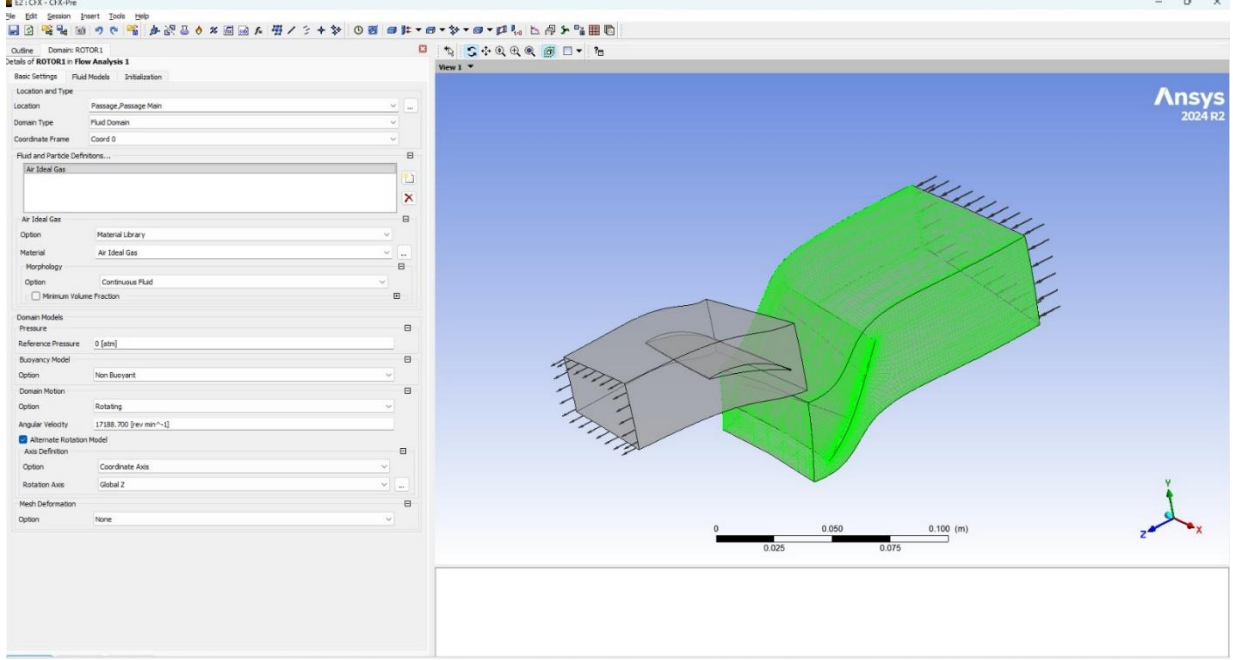 E2 : CFX - CFX-Pre
File Edit Session Insert Tools Help
Outline Domain: ROTOR1
Details of ROTOR1 in Flow Analysis 1
Basic Settings Fluid Models Initialization
Location and Type
Location Passage,Passage Main
Domain Type Fluid Domain
Coordinate Frame Coord 0
Fluid and Particle Definitions...
Air Ideal Gas
Air Ideal Gas
Option Material Library
Material Air Ideal Gas
Morphology
Option Continuous Fluid
Minimum Volume Fraction
Domain Models
Pressure
Reference Pressure 0 [atm]
Buoyancy Model
Option Non Buoyant
Domain Motion
Option Rotating
Angular Velocity 17188.700 [rev min^-1]
Alternate Rotation Model
Axis Definition
Option Coordinate Axis
Rotation Axis Global Z
Mesh Deformation
Option None
View 1
Ansys
2024 R2
0 0.050 0.100 (m)
0.025 0.075
Y
Z X